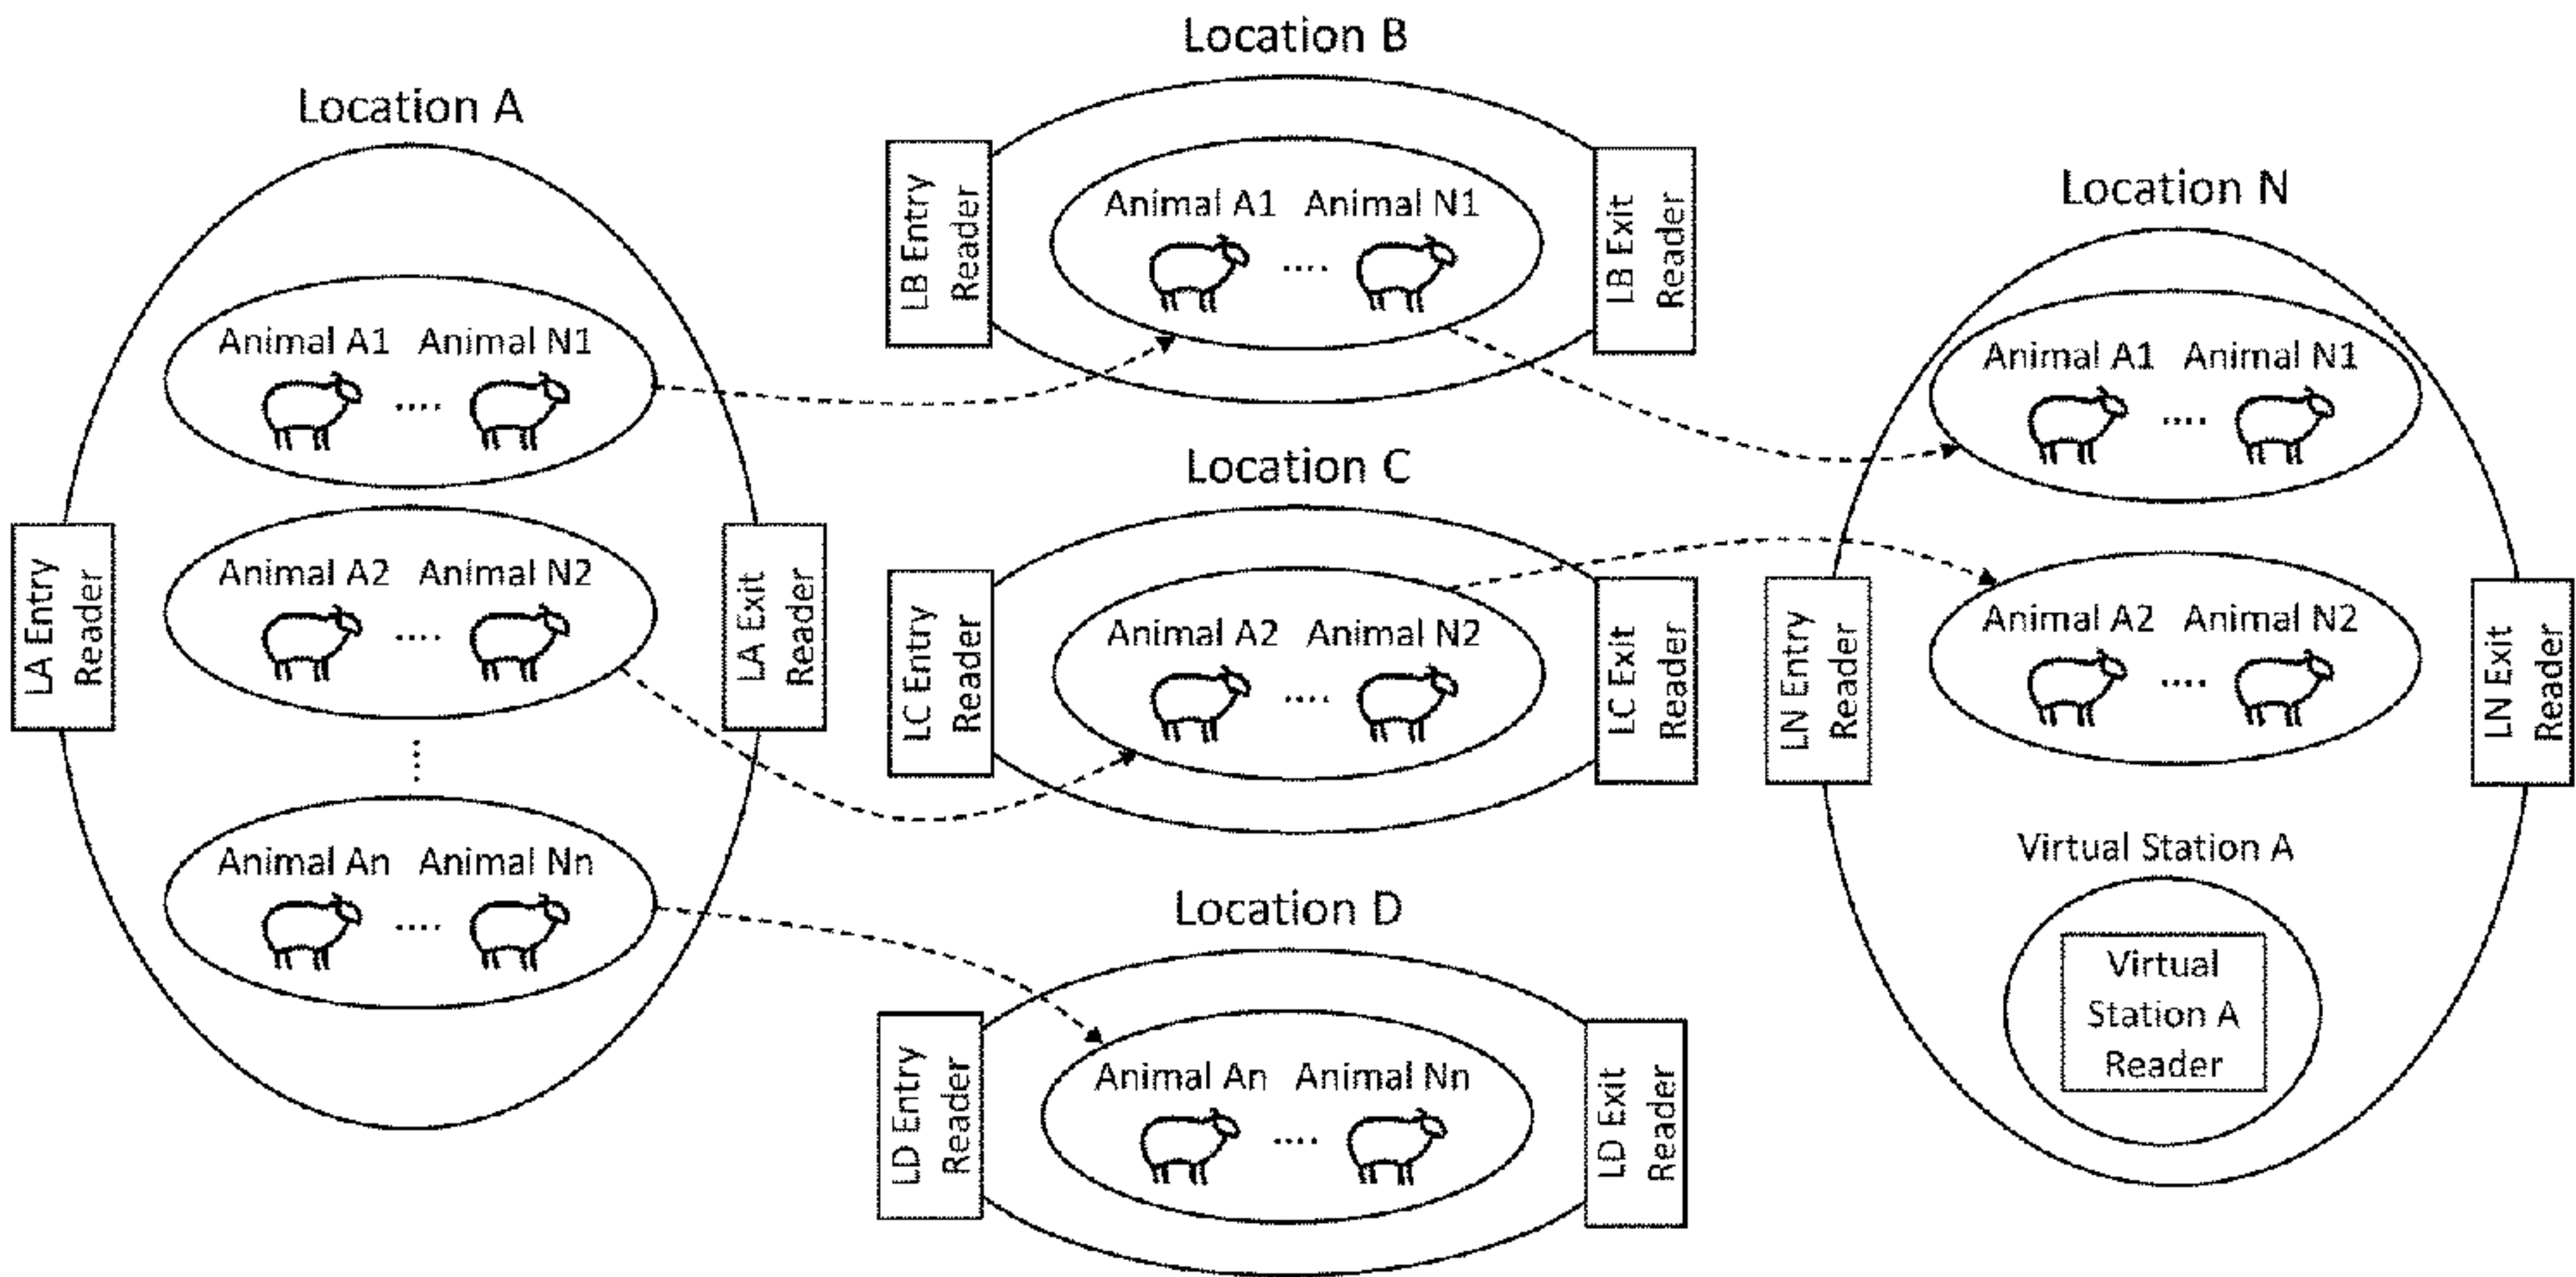 Location A
Animal A1 Animal N1
....
LA Entry
Reader
Animal A2 Animal N2
....
LA Exit
Reader
......
Animal An Animal Nn
....
Location B
LB Entry
Reader
Animal A1 Animal N1
....
LB Exit
Reader
Location C
LC Entry
Reader
Animal A2 Animal N2
....
LC Exit
Reader
Location D
LD Entry
Reader
Animal An Animal Nn
....
LD Exit
Reader
Location N
Animal A1 Animal N1
....
LN Entry
Reader
Animal A2 Animal N2
....
LN Exit
Reader
Virtual Station A
Virtual
Station A
Reader